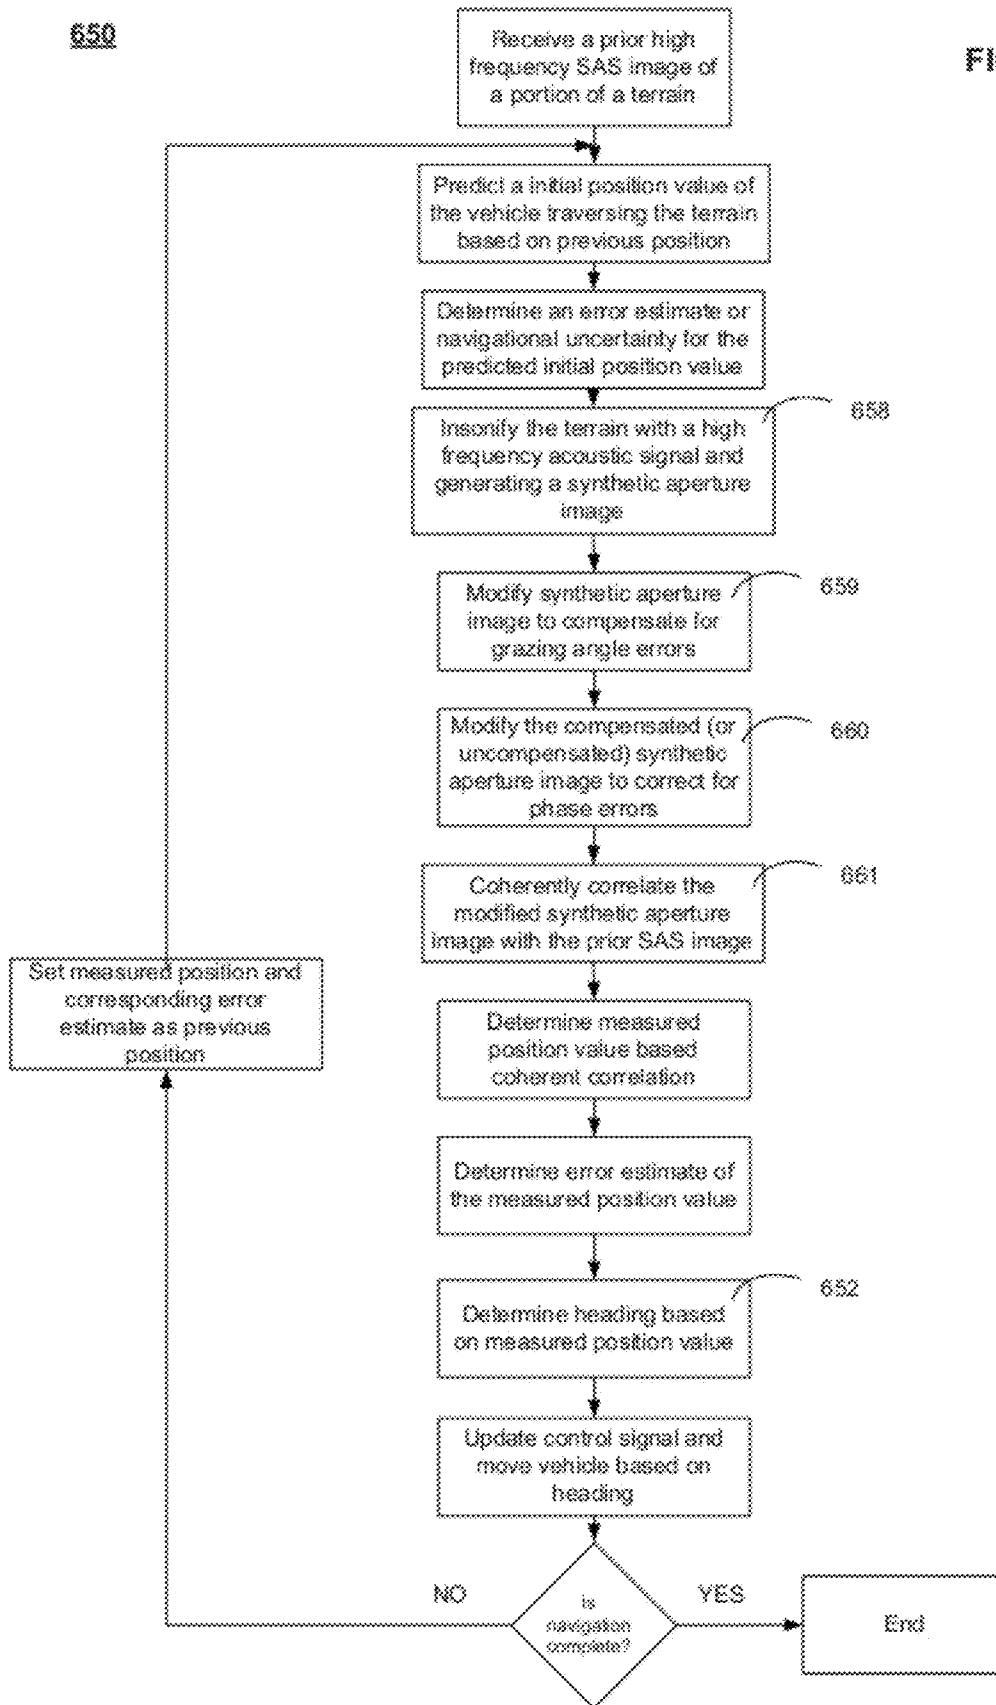 650
FI
Receive a prior high
frequency SAS image of
a portion of a terrain
Predict a initial position value of
the vehicle traversing the terrain
based on previous position
Determine an error estimate or
navigational uncertainty for the
predicted initial position value
658
Insonify the terrain with a high
frequency acoustic signal and
generating a synthetic aperture
image
659
Modify synthetic aperture
image to compensate for
grazing angle errors
660
Modify the compensated (or
uncompensated) synthetic
aperture image to correct for
phase errors
661
Coherently correlate the
modified synthetic aperture
image with the prior SAS image
Set measured position and
corresponding error
estimate as previous
position
Determine measured
position value based
coherent correlation
Determine error estimate of
the measured position value
652
Determine heading based
on measured position value
Update control signal and
move vehicle based on
heading
NO
YES
is
navigation
complete?
End